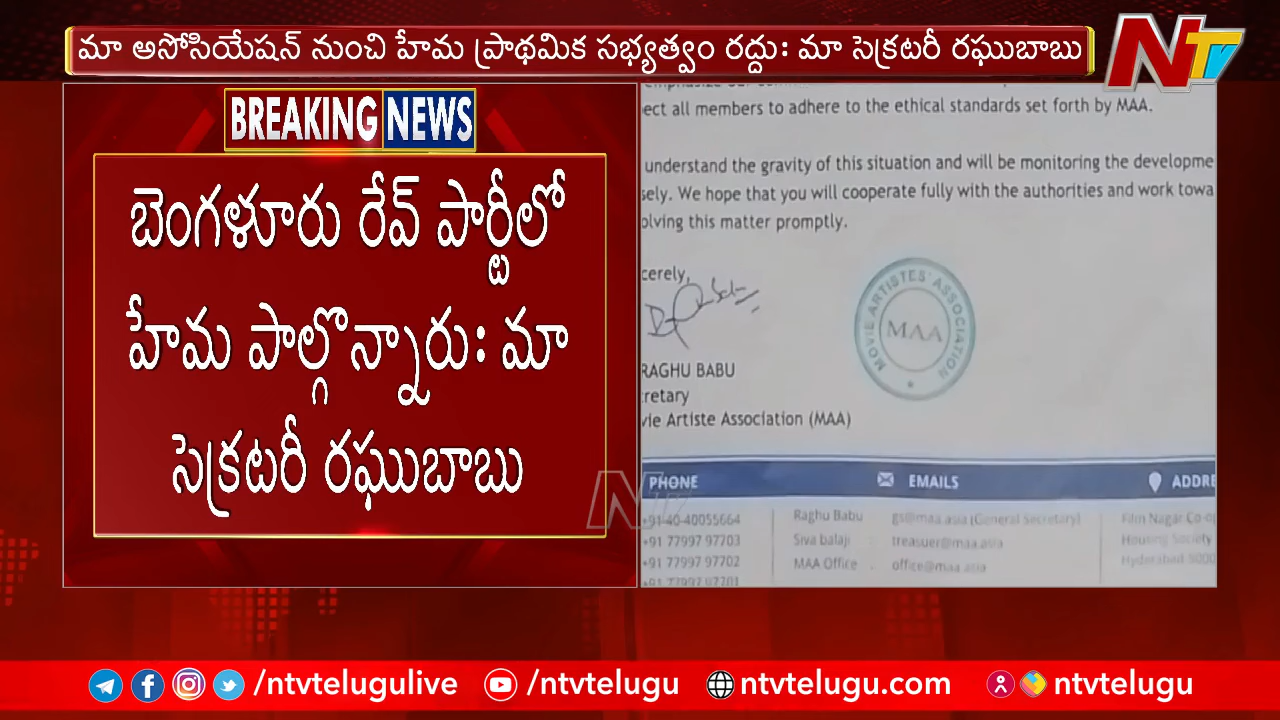 మా అసోసియేషన్ నుంచి హేమ ప్రాథమిక సభ్యత్వం రద్దు: మా సెక్రటరీ రఘుబాబు
NTV
BREAKING NEWS
బెంగళూరు రేవ్ పార్టీలో
హేమ పాల్గొన్నారు: మా
సెక్రటరీ రఘుబాబు
ect all members to adhere to the ethical standards set forth by MAA.
understand the gravity of this situation and will be monitoring the developme
sely. We hope that you will cooperate fully with the authorities and work towa
olving this matter promptly.
cerely,
MOVIE ARTISTES' ASSOCIATION
MAA
RAGHU BABU
retary
vie Artiste Association (MAA)
PHONE EMAILS ADDRE
+91-40-40055664 Raghu Babu gs@maa.asia (General Secretary) Film Nagar Co-op
+91 77997 97703 Siva balaji treasuer@maa.asia Housing Society
+91 77997 97702 MAA Office office@maa.asia Hyderabad
+91 77997 97701
/ntvtelugulive /ntvtelugu ntvtelugu.com ntvtelugu